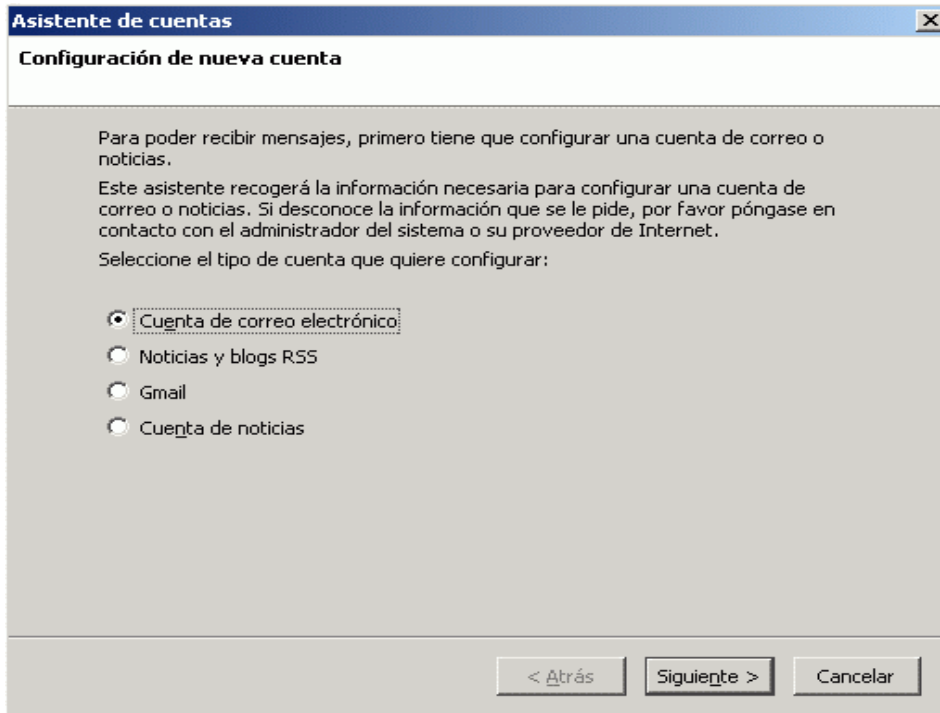 Asistente de cuentas
Configuración de nueva cuenta
Para poder recibir mensajes, primero tiene que configurar una cuenta de correo o
noticias.
Este asistente recogerá la información necesaria para configurar una cuenta de
correo o noticias. Si desconoce la información que se le pide, por favor póngase en
contacto con el administrador del sistema o su proveedor de Internet.
Seleccione el tipo de cuenta que quiere configurar:
Cuenta de correo electrónico
Noticias y blogs RSS
Gmail
Cuenta de noticias
< Atrás
Siguiente >
Cancelar